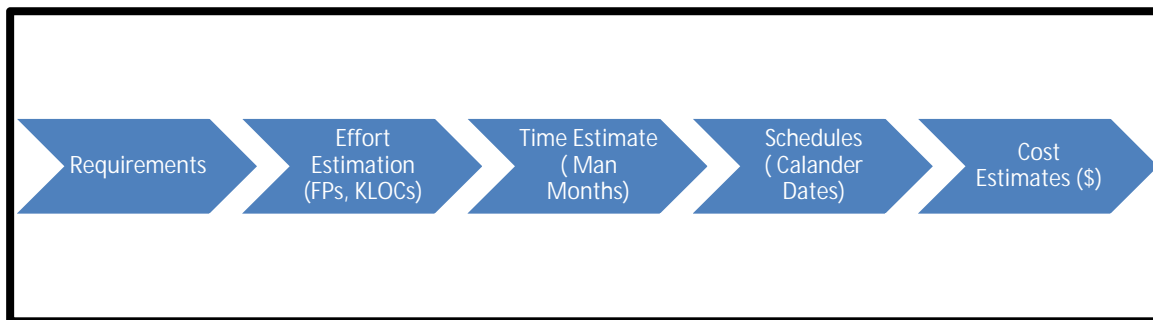 Requirements
Effort
Estimation
(FPs, KLOCs)
Time Estimate
( Man
Months)
Schedules
( Calander
Dates)
Cost
Estimates ($)